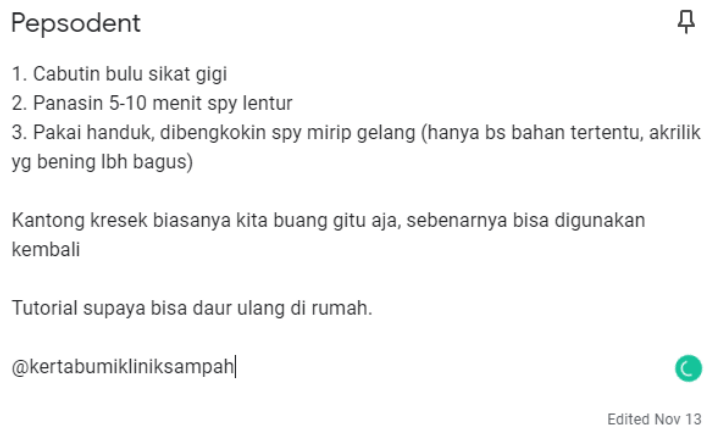 Pepsodent
1. Cabutin bulu sikat gigi
2. Panasin 5-10 menit spy lentur
3. Pakai handuk, dibengkokin spy mirip gelang (hanya bs bahan tertentu, akrilik
yg bening lbh bagus)
Kantong kresek biasanya kita buang gitu aja, sebenarnya bisa digunakan
kembali
Tutorial supaya bisa daur ulang di rumah.
@kertabumikliniksampah
Edited Nov 13